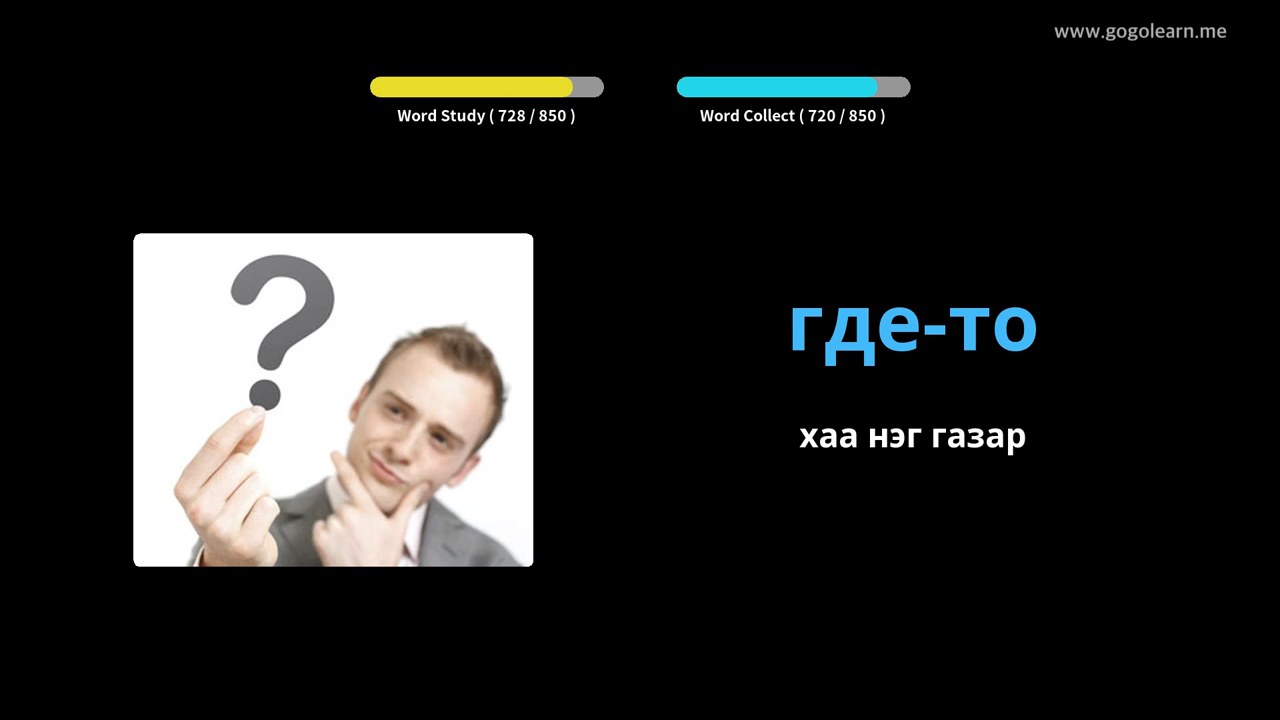 www.gogolearn.me
Word Study ( 728 / 850 )
Word Collect ( 720 / 850 )
?
где-то
хаа нэг газар